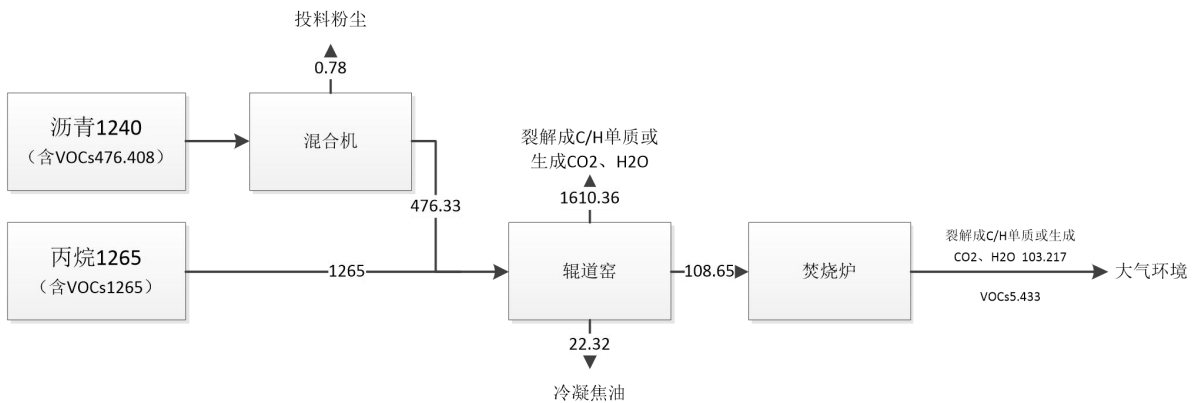 投料粉尘
0.78
沥青1240
（含VOCs476.408）
混合机
裂解成C/H单质或
生成CO2、H2O
1610.36
476.33
丙烷1265
（含VOCs1265）
1265
辊道窑
108.65
焚烧炉
裂解成C/H单质或生成
CO2、H2O 103.217
VOCs5.433
大气环境
22.32
冷凝焦油